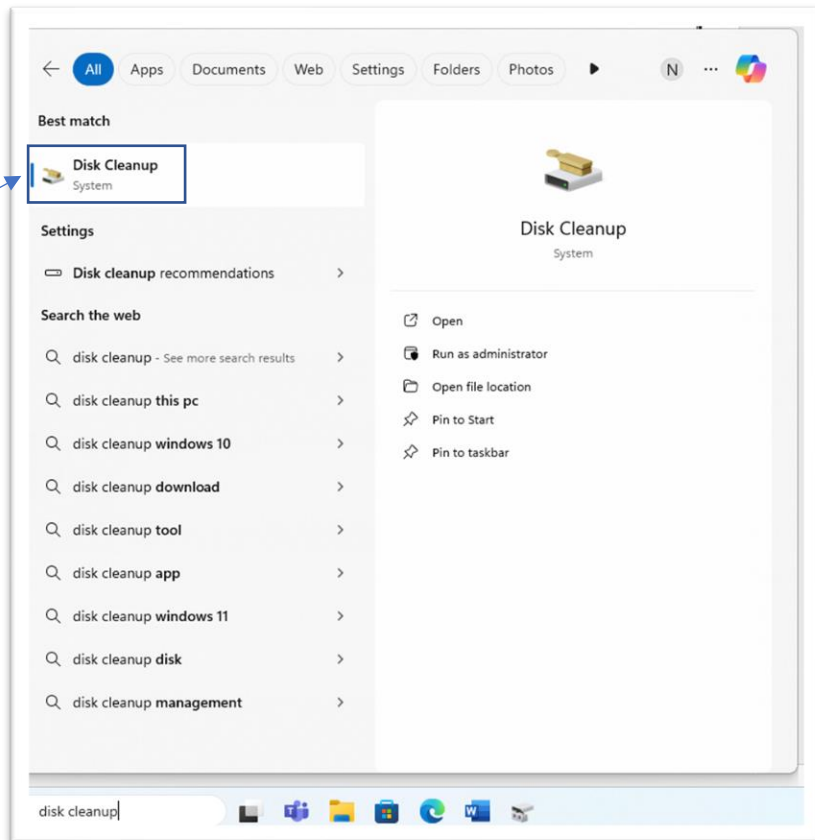 All Apps Documents Web Settings Folders Photos N ...
Best match
Disk Cleanup
System
Settings
Disk cleanup recommendations
Search the web
disk cleanup - See more search results
disk cleanup this pc
disk cleanup windows 10
disk cleanup download
disk cleanup tool
disk cleanup app
disk cleanup windows 11
disk cleanup disk
disk cleanup management
Disk Cleanup
System
Open
Run as administrator
Open file location
Pin to Start
Pin to taskbar
disk cleanup